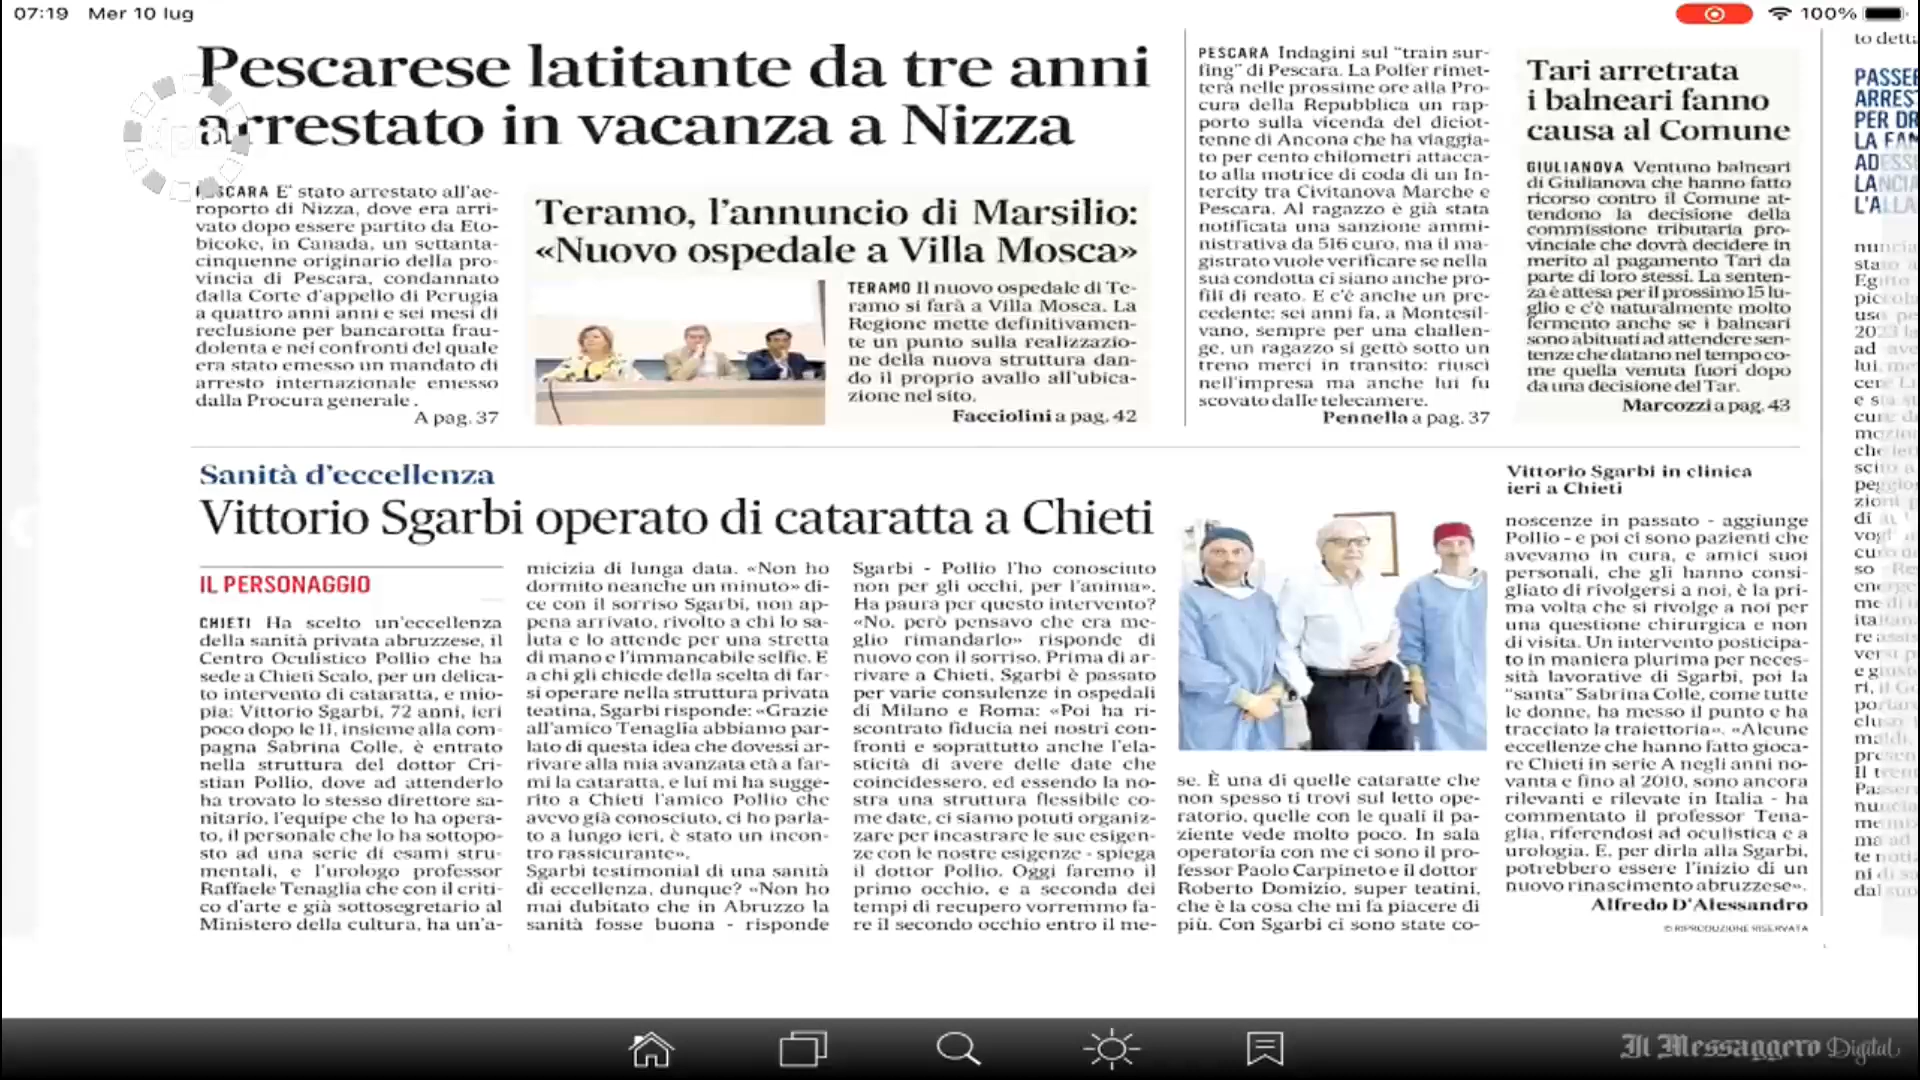 07:19 Mer 10 lug
100%
Pescarese latitante da tre anni
arrestato in vacanza a Nizza
PESCARA E' stato arrestato all'ae-
roporto di Nizza, dove era arri-
vato dopo essere partito da Eto-
bicoke, in Canada, un settanta-
cinquenne originario della pro-
vincia di Pescara, condannato
dalla Corte d'appello di Perugia
a quattro anni anni e sei mesi di
reclusione per bancarotta frau-
dolenta e nei confronti del quale
era stato emesso un mandato di
arresto internazionale emesso
dalla Procura generale .
A pag. 37
Teramo, l'annuncio di Marsilio:
«Nuovo ospedale a Villa Mosca»
TERAMO Il nuovo ospedale di Te-
ramo si farà a Villa Mosca. La
Regione mette definitivamen-
te un punto sulla realizzazio-
ne della nuova struttura dan-
do il proprio avallo all'ubica-
zione nel sito.
Facciolini a pag. 42
PESCARA Indagini sul "train sur-
fing" di Pescara. La Polfer rimet-
terà nelle prossime ore alla Pro-
cura della Repubblica un rap-
porto sulla vicenda del diciot-
tenne di Ancona che ha viaggia-
to per cento chilometri attacca-
to alla motrice di coda di un In-
tercity tra Civitanova Marche e
Pescara. Al ragazzo è già stata
notificata una sanzione ammi-
nistrativa da 516 euro, ma il ma-
gistrato vuole verificare se nella
sua condotta ci siano anche pro-
fili di reato. E c'è anche un pre-
cedente: sei anni fa, a Montesil-
vano, sempre per una challen-
ge, un ragazzo si gettò sotto un
treno merci in transito: riuscì
nell'impresa ma anche lui fu
scovato dalle telecamere.
Pennella a pag. 37
Tari arretrata
i balneari fanno
causa al Comune
GIULIANOVA Ventuno balneari
di Giulianova che hanno fatto
ricorso contro il Comune at-
tendono la decisione della
commissione tributaria pro-
vinciale che dovrà decidere in
merito al pagamento Tari da
parte di loro stessi. La senten-
za è attesa per il prossimo 15 lu-
glio e c'è naturalmente molto
fermento anche se i balneari
sono abituati ad attendere sen-
tenze che datano nel tempo co-
me quella venuta fuori dopo
da una decisione del Tar.
Marcozzi a pag. 43
Sanità d'eccellenza
Vittorio Sgarbi operato di cataratta a Chieti
IL PERSONAGGIO
CHIETI Ha scelto un'eccellenza
della sanità privata abruzzese, il
Centro Oculistico Pollio che ha
sede a Chieti Scalo, per un delica-
to intervento di cataratta, e mio-
pia: Vittorio Sgarbi, 72 anni, ieri
poco dopo le 11, insieme alla com-
pagna Sabrina Colle, è entrato
nella struttura del dottor Cri-
stian Pollio, dove ad attenderlo
ha trovato lo stesso direttore sa-
nitario, l'equipe che lo ha opera-
to, il personale che lo ha sottopo-
sto ad una serie di esami stru-
mentali, e l'urologo professor
Raffaele Tenaglia che con il criti-
co d'arte e già sottosegretario al
Ministero della cultura, ha un'a-
micizia di lunga data. «Non ho
dormito neanche un minuto» di-
ce con il sorriso Sgarbi, non ap-
pena arrivato, rivolto a chi lo sa-
luta e lo attende per una stretta
di mano e l'immancabile selfie. E
a chi gli chiede della scelta di far-
si operare nella struttura privata
teatina, Sgarbi risponde: «Grazie
all'amico Tenaglia abbiamo par-
lato di questa idea che dovessi ar-
rivare alla mia avanzata età a far-
mi la cataratta, e lui mi ha sugge-
rito a Chieti l'amico Pollio che
avevo già conosciuto, ci ho parla-
to a lungo ieri, è stato un incon-
tro rassicurante».
Sgarbi testimonial di una sanità
di eccellenza, dunque? «Non ho
mai dubitato che in Abruzzo la
sanità fosse buona - risponde
Sgarbi - Pollio l'ho conosciuto
non per gli occhi, per l'anima».
Ha paura per questo intervento?
«No, però pensavo che era me-
glio rimandarlo» risponde di
nuovo con il sorriso. Prima di ar-
rivare a Chieti, Sgarbi è passato
per varie consulenze in ospedali
di Milano e Roma: «Poi ha ri-
scontrato fiducia nei nostri con-
fronti e soprattutto anche l'ela-
sticità di avere delle date che
coincidessero, ed essendo la no-
stra una struttura flessibile co-
me date, ci siamo potuti organiz-
zare per incastrare le sue esigen-
ze con le nostre esigenze - spiega
il dottor Pollio. Oggi faremo il
primo occhio, e a seconda dei
tempi di recupero vorremmo fa-
re il secondo occhio entro il me-
se. È una di quelle cataratte che
non spesso ti trovi sul letto ope-
ratorio, quelle con le quali il pa-
ziente vede molto poco. In sala
operatoria con me ci sono il pro-
fessor Paolo Carpineto e il dottor
Roberto Domizio, super teatini,
che è la cosa che mi fa piacere di
più. Con Sgarbi ci sono state co-
Vittorio Sgarbi in clinica
ieri a Chieti
noscenze in passato - aggiunge
Pollio - e poi ci sono pazienti che
avevamo in cura, e amici suoi
personali, che gli hanno consi-
gliato di rivolgersi a noi, è la pri-
ma volta che si rivolge a noi per
una questione chirurgica e non
di visita. Un intervento posticipa-
to in maniera plurima per neces-
sità lavorative di Sgarbi, poi la
"santa" Sabrina Colle, come tutte
le donne, ha messo il punto e ha
tracciato la traiettoria». «Alcune
eccellenze che hanno fatto gioca-
re Chieti in serie A negli anni no-
vanta e fino al 2010, sono ancora
rilevanti e rilevate in Italia - ha
commentato il professor Tena-
glia, riferendosi ad oculistica e a
urologia. E, per dirla alla Sgarbi,
potrebbero essere l'inizio di un
nuovo rinascimento abruzzese».
Alfredo D'Alessandro
© RIPRODUZIONE RISERVATA
to detta
PER DR
Il Messaggero Digital